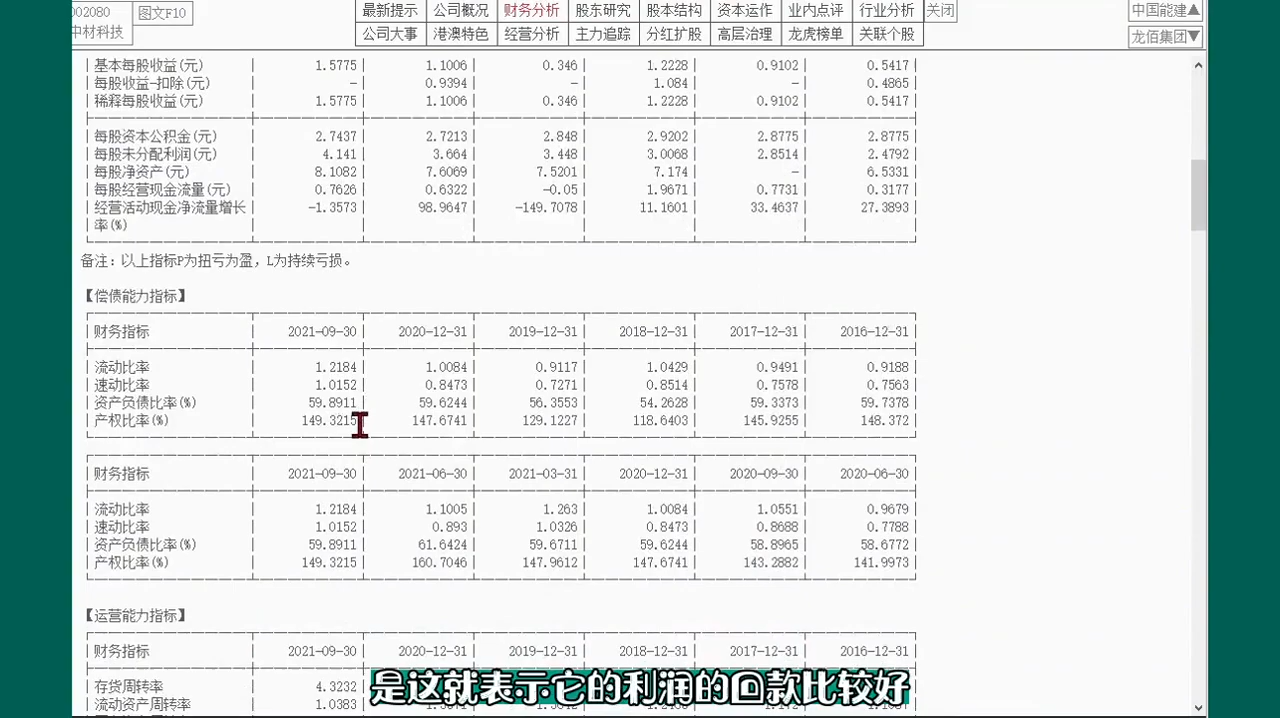 002080 图文F10 最新提示 公司概况 财务分析 股东研究 股本结构 资本运作 业内点评 行业分析 关闭 中国能建▲
中材科技 公司大事 港澳特色 经营分析 主力追踪 分红扩股 高层治理 龙虎榜单 关联个股 龙佰集团▼
基本每股收益(元) 1.5775 1.1006 0.346 1.2228 0.9102 0.5417
每股收益-扣除(元) - 0.9394 - 1.084 - 0.4865
稀释每股收益(元) 1.5775 1.1006 0.346 1.2228 0.9102 0.5417
每股资本公积金(元) 2.7437 2.7213 2.848 2.9202 2.8775 2.8775
每股未分配利润(元) 4.141 3.664 3.448 3.0068 2.8514 2.4792
每股净资产(元) 8.1082 7.6069 7.5201 7.174 - 6.5331
每股经营现金流量(元) 0.7626 0.6322 -0.05 1.9671 0.7731 0.3177
经营活动现金净流量增长 -1.3573 98.9647 -149.7078 11.1601 33.4637 27.3893
率(%)
备注：以上指标P为扭亏为盈，L为持续亏损。
【偿债能力指标】
财务指标 2021-09-30 2020-12-31 2019-12-31 2018-12-31 2017-12-31 2016-12-31
流动比率 1.2184 1.0084 0.9117 1.0429 0.9491 0.9188
速动比率 1.0152 0.8473 0.7271 0.8514 0.7578 0.7563
资产负债比率(%) 59.8911 59.6244 56.3553 54.2628 59.3373 59.7378
产权比率(%) 149.3215 147.6741 129.1227 118.6403 145.9255 148.372
财务指标 2021-09-30 2021-06-30 2021-03-31 2020-12-31 2020-09-30 2020-06-30
流动比率 1.2184 1.1005 1.263 1.0084 1.0551 0.9679
速动比率 1.0152 0.893 1.0326 0.8473 0.8688 0.7788
资产负债比率(%) 59.8911 61.6424 59.6711 59.6244 58.8965 58.6772
产权比率(%) 149.3215 160.7046 147.9612 147.6741 143.2882 141.9973
【运营能力指标】
财务指标 2021-09-30 2020-12-31 2019-12-31 2018-12-31 2017-12-31 2016-12-31
存货周转率 4.3232
流动资产周转率 1.0383
是这就表示它的利润的回款比较好